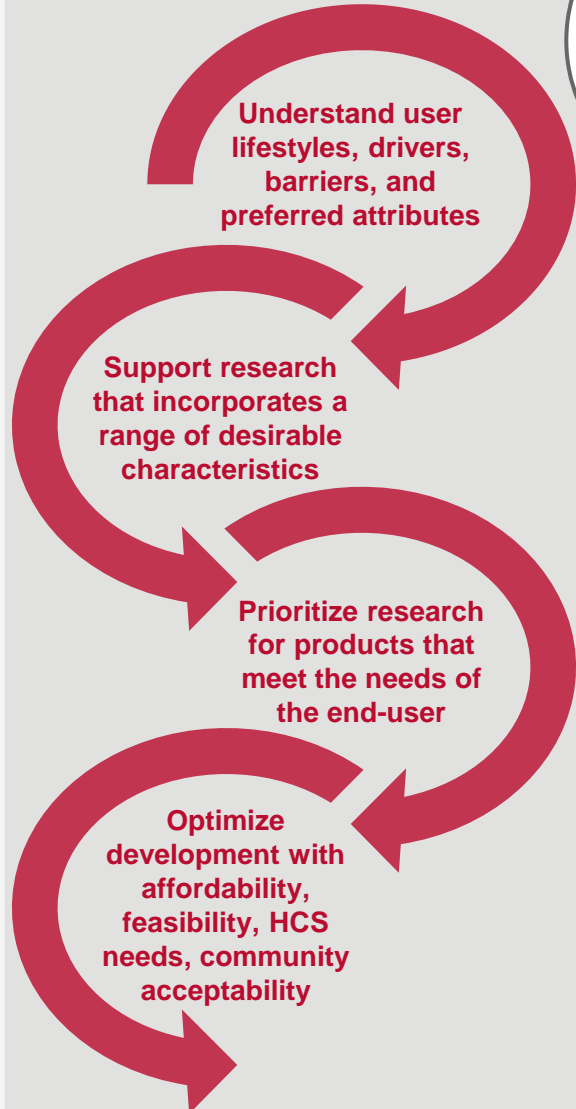 Understand user
lifestyles, drivers,
barriers, and
preferred attributes
Support research
that incorporates a
range of desirable
characteristics
Prioritize research
for products that
meet the needs of
the end-user
Optimize
development with
affordability,
feasibility, HCS
needs, community
acceptability